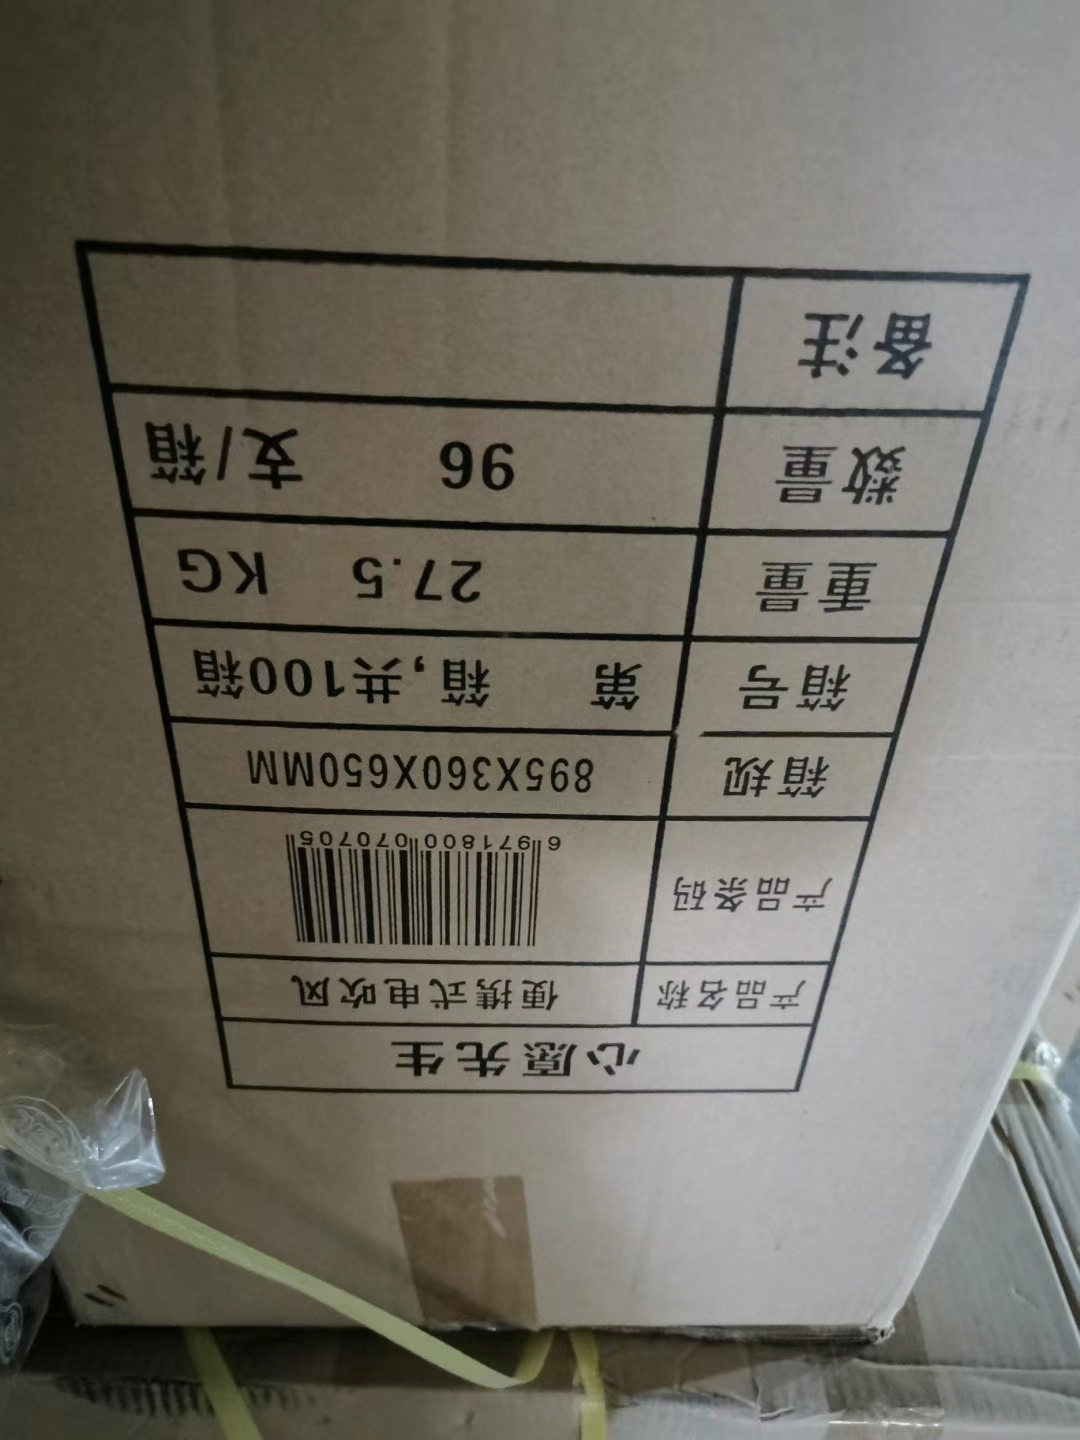 心愿先生
产品名称 便携式电吹风
产品条码 6 971800 070705
箱规 895X360X650MM
箱号 第 箱,共100箱
重量 27.5 KG
数量 96 支/箱
备注